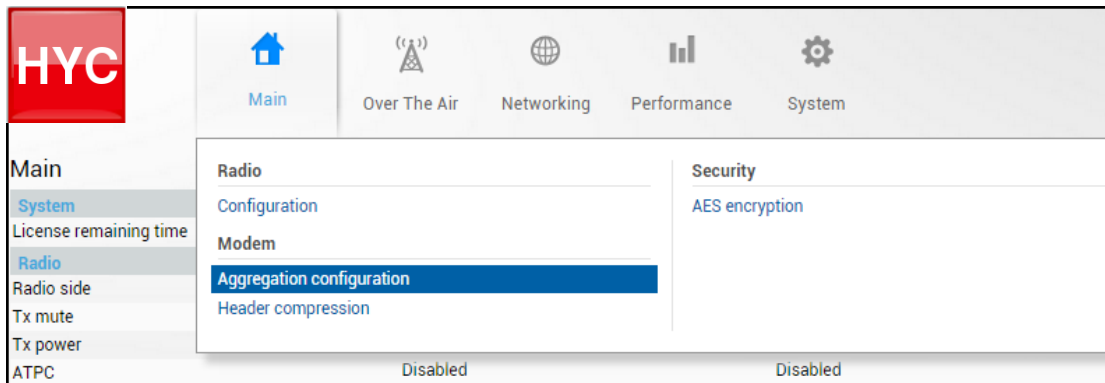 HYC
Main Over The Air Networking Performance System
Main
System
License remaining time
Radio
Radio side
Tx mute
Tx power
ATPC Disabled Disabled
Radio
Configuration
Modem
Aggregation configuration
Header compression
Security
AES encryption